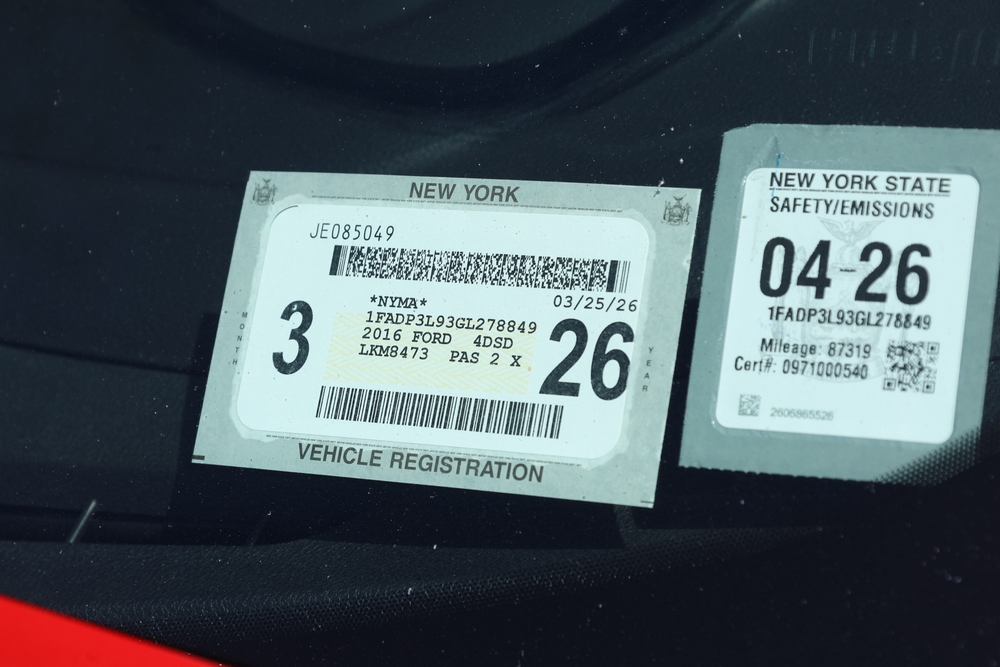 NEW YORK
JE085049
*NYMA*
03/25/26
1FADP3L93GL278849
2016 FORD 4DSD
LKM8473 PAS 2 X
3
26
MONTH
YEAR
VEHICLE REGISTRATION
NEW YORK STATE
SAFETY/EMISSIONS
04-26
1FADP3L93GL278849
Mileage: 87319
Cert#: 0971000540
2606865526